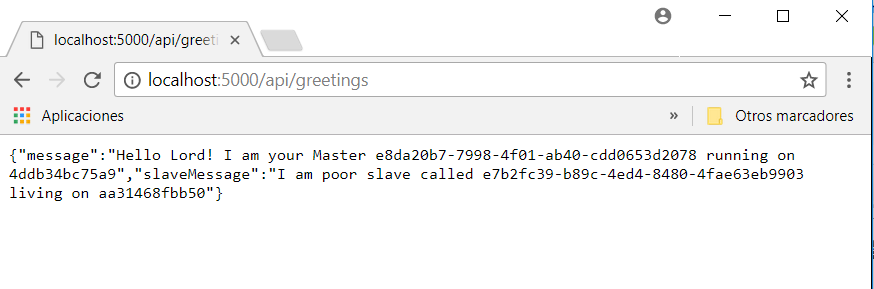 localhost:5000/api/greeti
localhost:5000/api/greetings
Aplicaciones
» Otros marcadores
{"message":"Hello Lord! I am your Master e8da20b7-7998-4f01-ab40-cdd0653d2078 running on
4ddb34bc75a9","slaveMessage":"I am poor slave called e7b2fc39-b89c-4ed4-8480-4fae63eb9903
living on aa31468fbb50"}